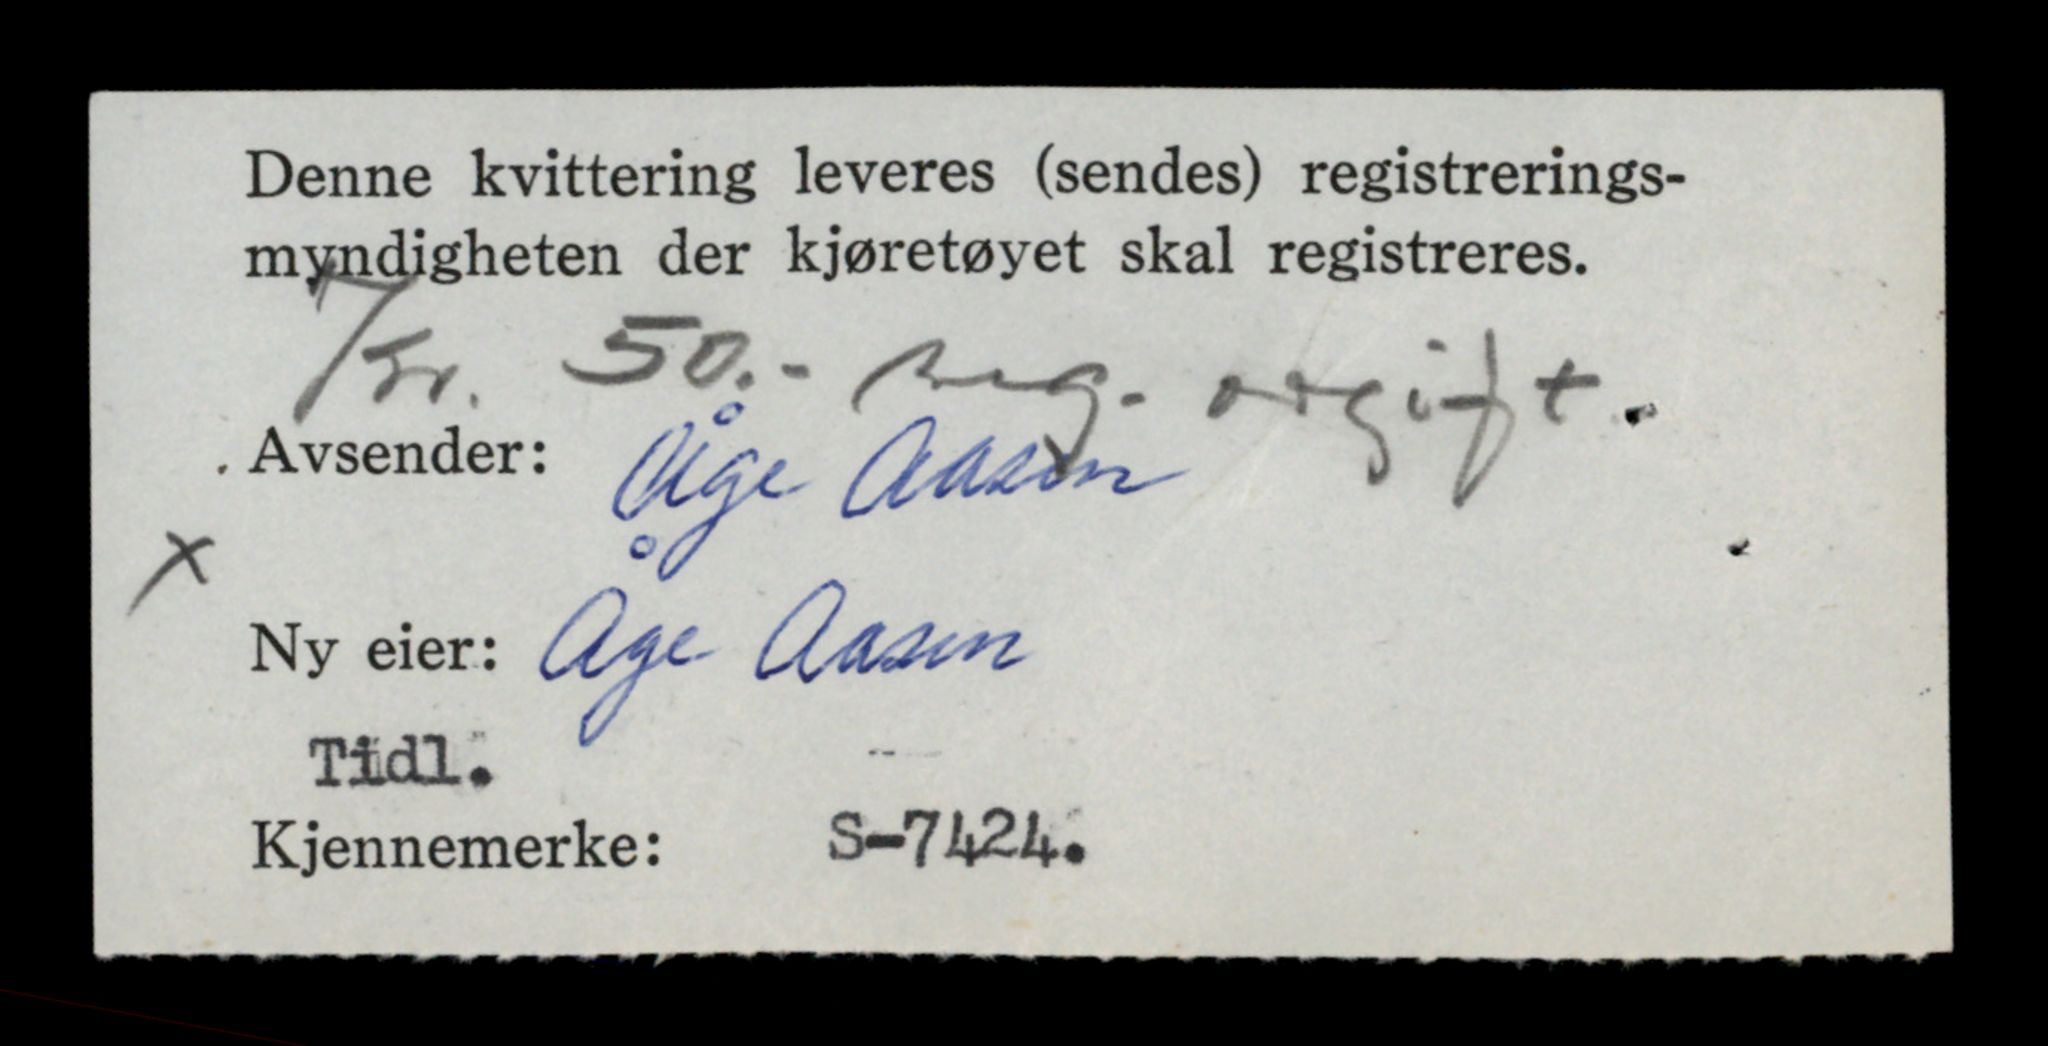 Denne kvittering leveres (sendes) registrerings-
myndigheten der kjøretøyet skal registreres.
Kr. 50.- reg. avgift.
Avsender: Åge Aasen
x
Ny eier: Åge Aasen
Tidl.
Kjennemerke: S-7424.